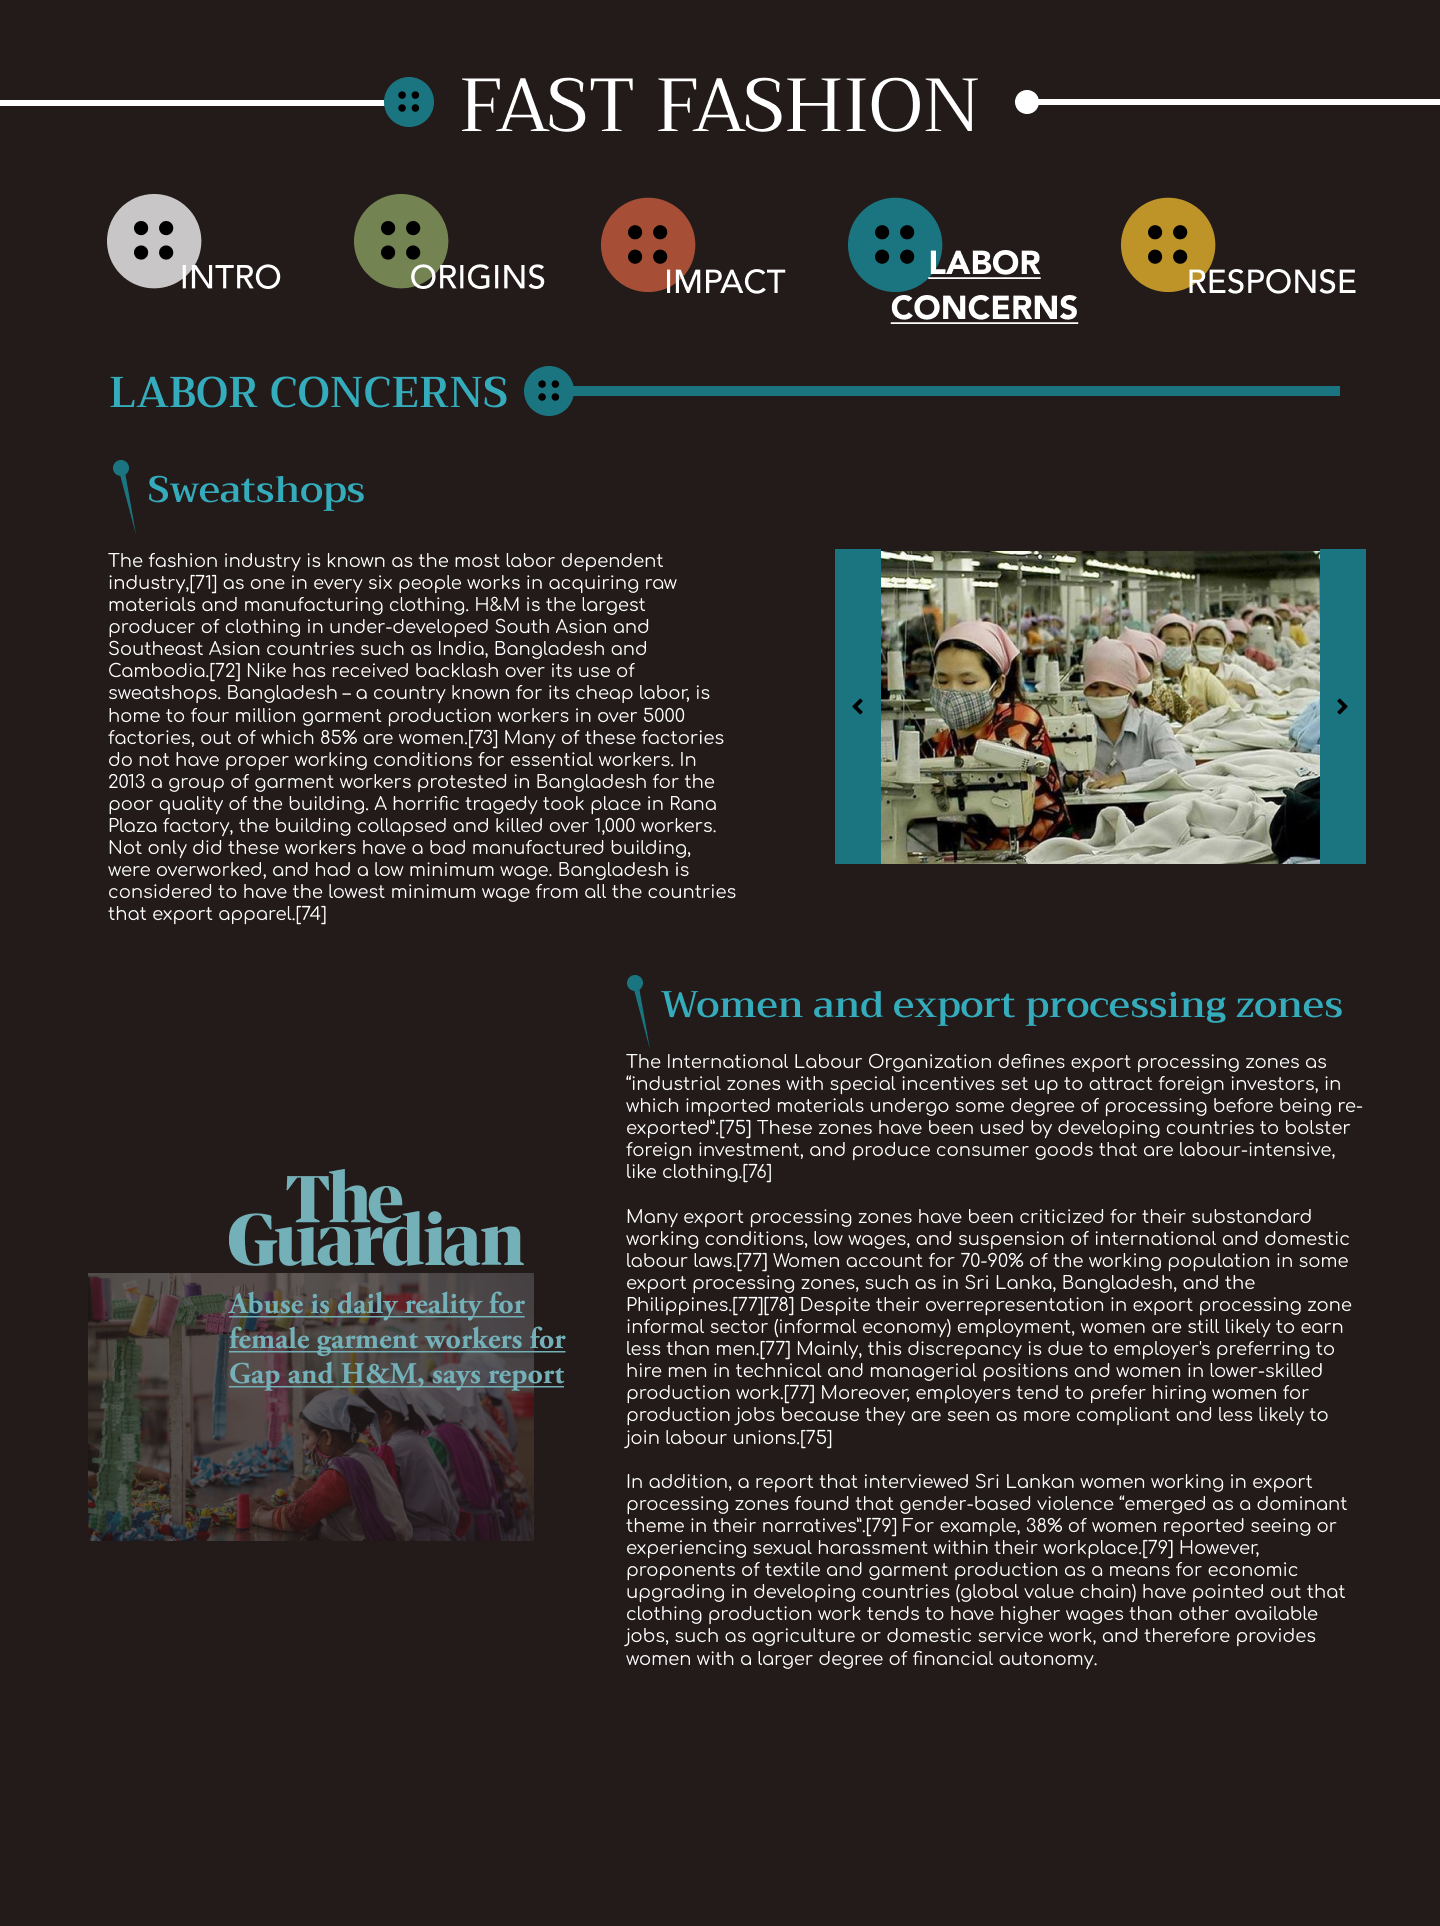 FAST FASHION
INTRO
ORIGINS
IMPACT
LABOR
CONCERNS
RESPONSE
LABOR CONCERNS
Sweatshops
The fashion industry is known as the most labor dependent
industry,[71] as one in every six people works in acquiring raw
materials and manufacturing clothing. H&M is the largest
producer of clothing in under-developed South Asian and
Southeast Asian countries such as India, Bangladesh and
Cambodia.[72] Nike has received backlash over its use of
sweatshops. Bangladesh – a country known for its cheap labor, is
home to four million garment production workers in over 5000
factories, out of which 85% are women.[73] Many of these factories
do not have proper working conditions for essential workers. In
2013 a group of garment workers protested in Bangladesh for the
poor quality of the building. A horrific tragedy took place in Rana
Plaza factory, the building collapsed and killed over 1,000 workers.
Not only did these workers have a bad manufactured building,
were overworked, and had a low minimum wage. Bangladesh is
considered to have the lowest minimum wage from all the countries
that export apparel.[74]
Women and export processing zones
The International Labour Organization defines export processing zones as
“industrial zones with special incentives set up to attract foreign investors, in
which imported materials undergo some degree of processing before being re-
exported”.[75] These zones have been used by developing countries to bolster
foreign investment, and produce consumer goods that are labour-intensive,
like clothing.[76]
Many export processing zones have been criticized for their substandard
working conditions, low wages, and suspension of international and domestic
labour laws.[77] Women account for 70-90% of the working population in some
export processing zones, such as in Sri Lanka, Bangladesh, and the
Philippines.[77][78] Despite their overrepresentation in export processing zone
informal sector (informal economy) employment, women are still likely to earn
less than men.[77] Mainly, this discrepancy is due to employer's preferring to
hire men in technical and managerial positions and women in lower-skilled
production work.[77] Moreover, employers tend to prefer hiring women for
production jobs because they are seen as more compliant and less likely to
join labour unions.[75]
In addition, a report that interviewed Sri Lankan women working in export
processing zones found that gender-based violence “emerged as a dominant
theme in their narratives”.[79] For example, 38% of women reported seeing or
experiencing sexual harassment within their workplace.[79] However,
proponents of textile and garment production as a means for economic
upgrading in developing countries (global value chain) have pointed out that
clothing production work tends to have higher wages than other available
jobs, such as agriculture or domestic service work, and therefore provides
women with a larger degree of financial autonomy.
The
Guardian
Abuse is daily reality for
female garment workers for
Gap and H&M, says report